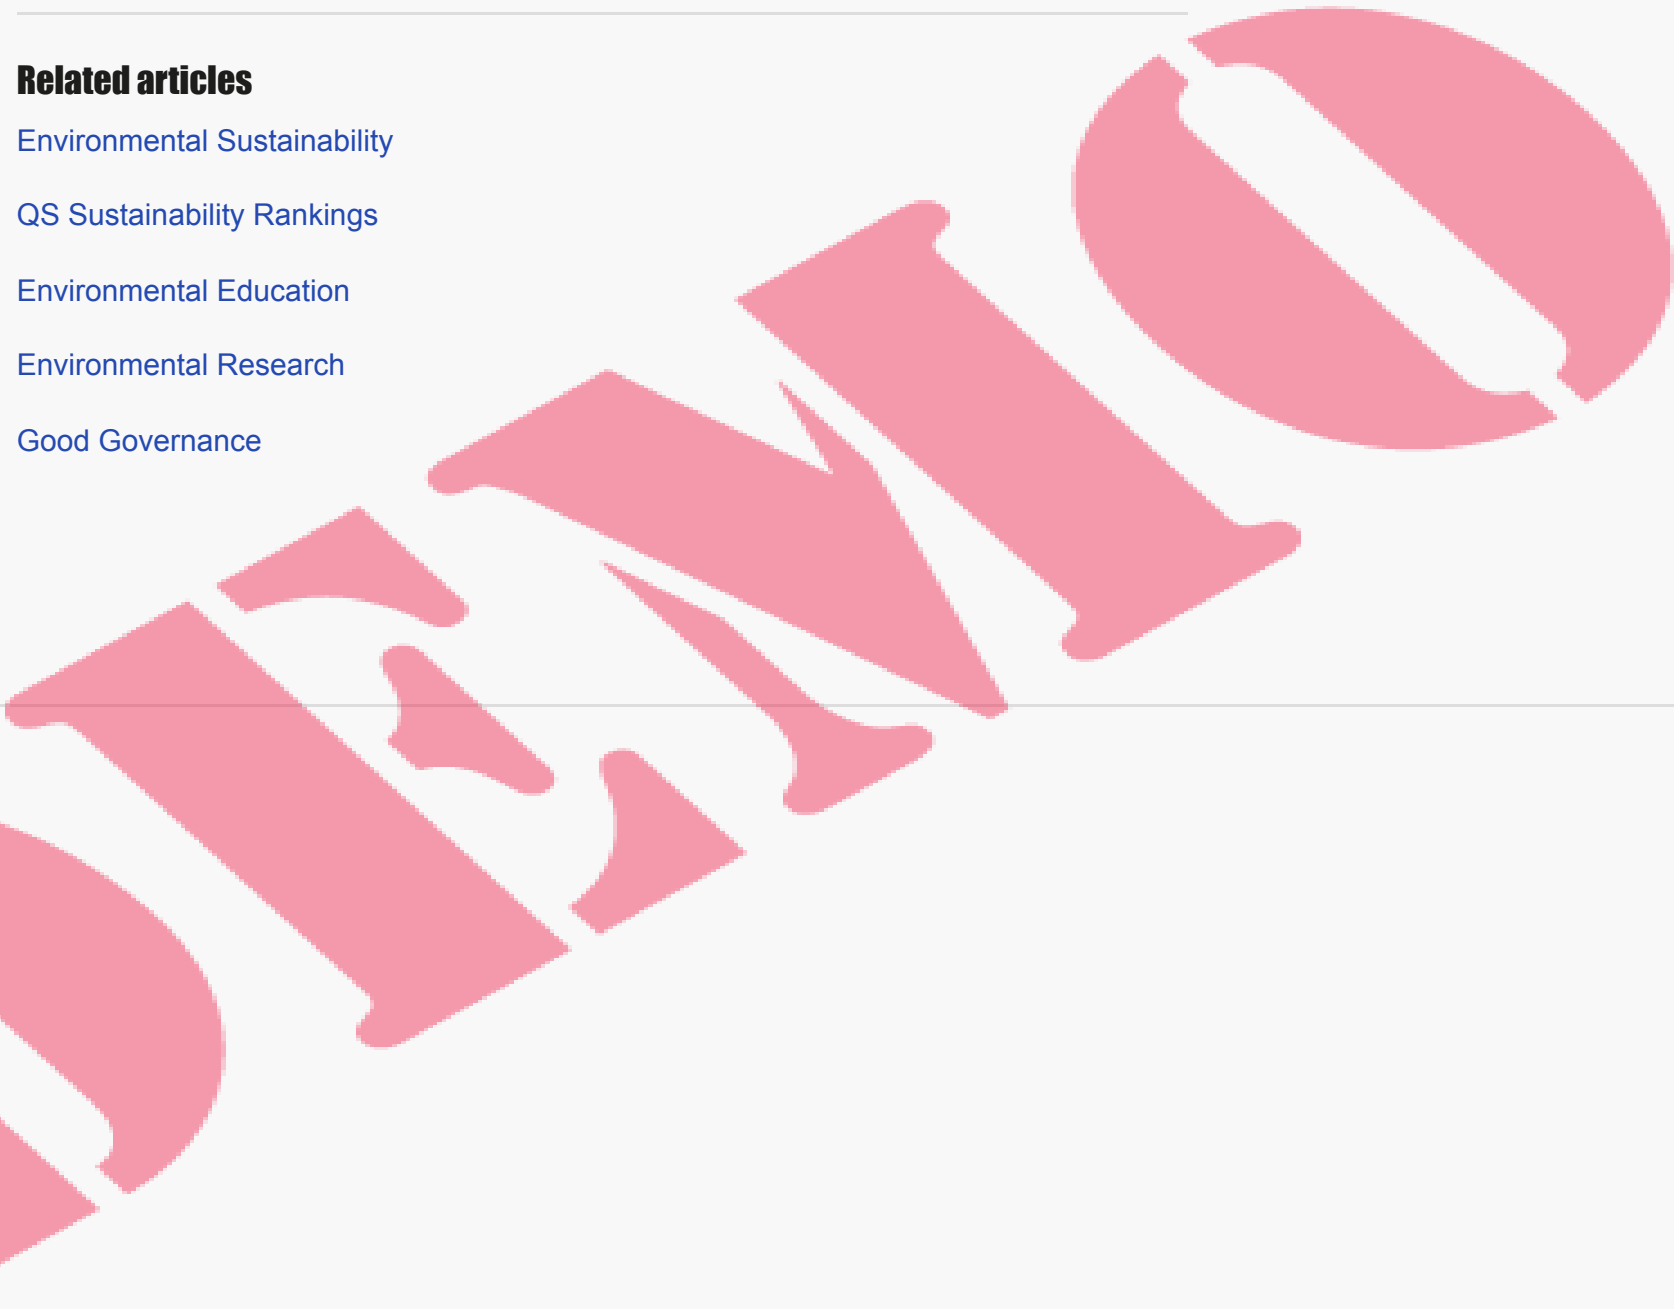 Related articles
Environmental Sustainability
QS Sustainability Rankings
Environmental Education
Environmental Research
Good Governance
DEMO